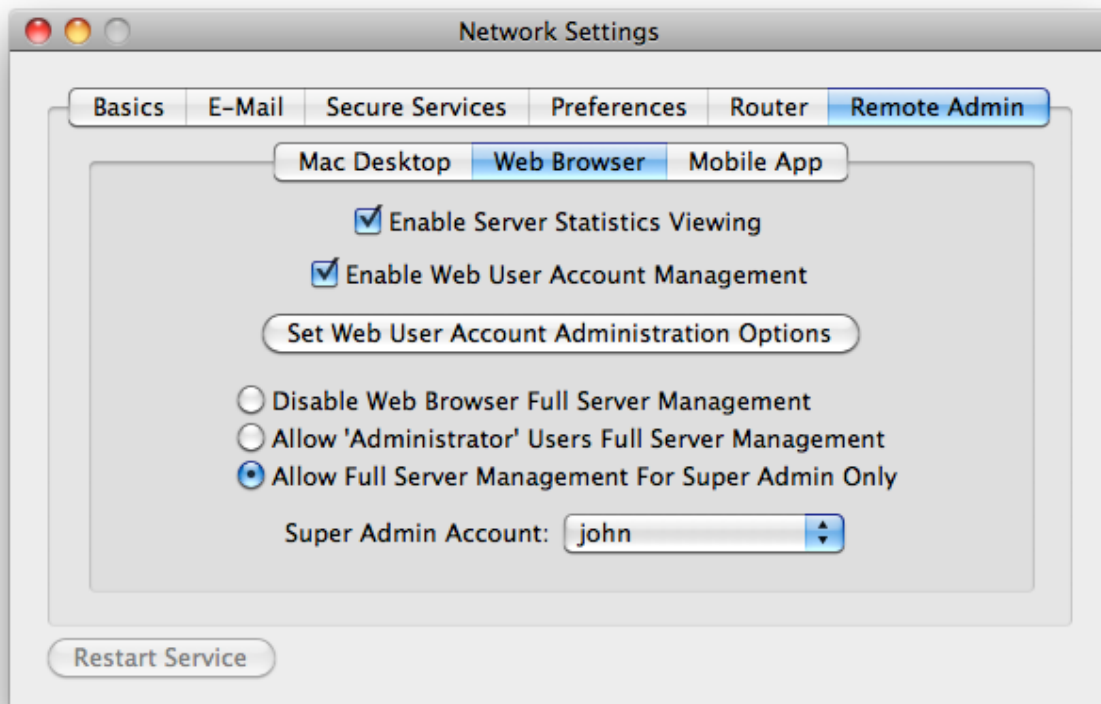 Network Settings
Basics E-Mail Secure Services Preferences Router Remote Admin
Mac Desktop Web Browser Mobile App
Enable Server Statistics Viewing
Enable Web User Account Management
Set Web User Account Administration Options
Disable Web Browser Full Server Management
Allow 'Administrator' Users Full Server Management
Allow Full Server Management For Super Admin Only
Super Admin Account: john
Restart Service